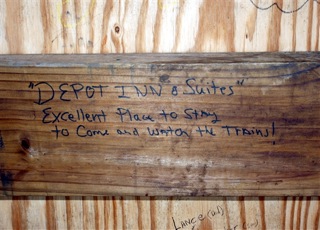 "DEPOT INN & Suites"
Excellent Place to Stay
to Come and Watch the Trains!